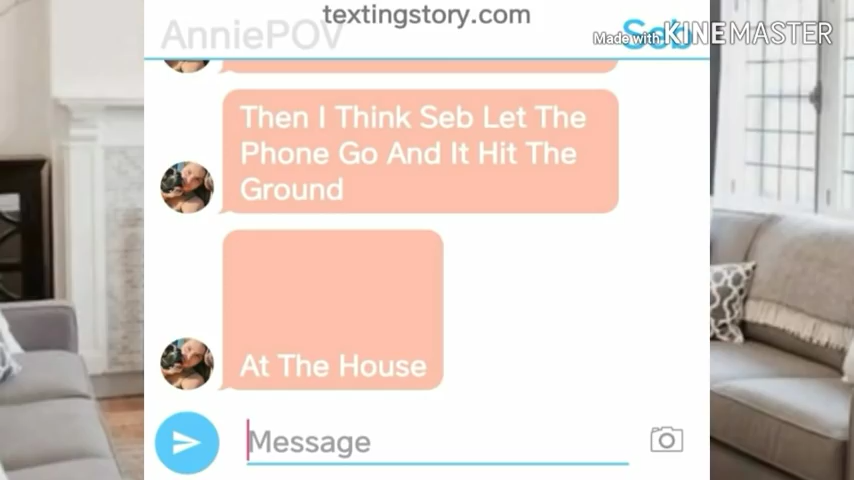 textingstory.com
AnniePOV
Seb
Made with KINEMASTER
Then I Think Seb Let The
Phone Go And It Hit The
Ground
At The House
Message